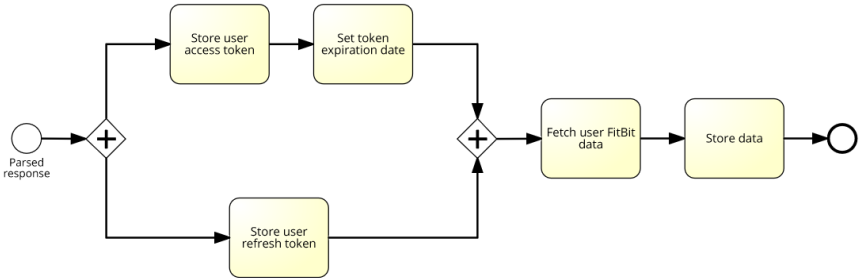 Store user
access token
Set token
expiration date
Parsed
response
Fetch user FitBit
data
Store data
Store user
refresh token